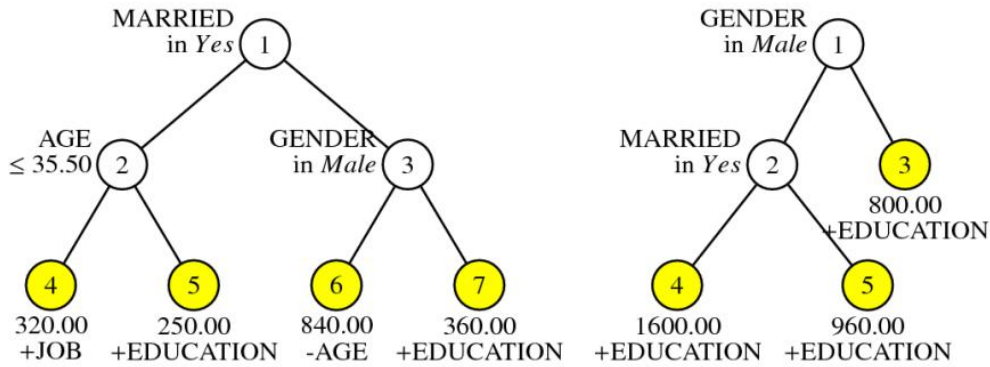 MARRIED
in Yes
1
AGE
≤ 35.50
2
GENDER
in Male
3
4
5
6
7
320.00
+JOB
250.00
+EDUCATION
840.00
-AGE
360.00
+EDUCATION
GENDER
in Male
1
MARRIED
in Yes
2
3
800.00
+EDUCATION
4
5
1600.00
+EDUCATION
960.00
+EDUCATION